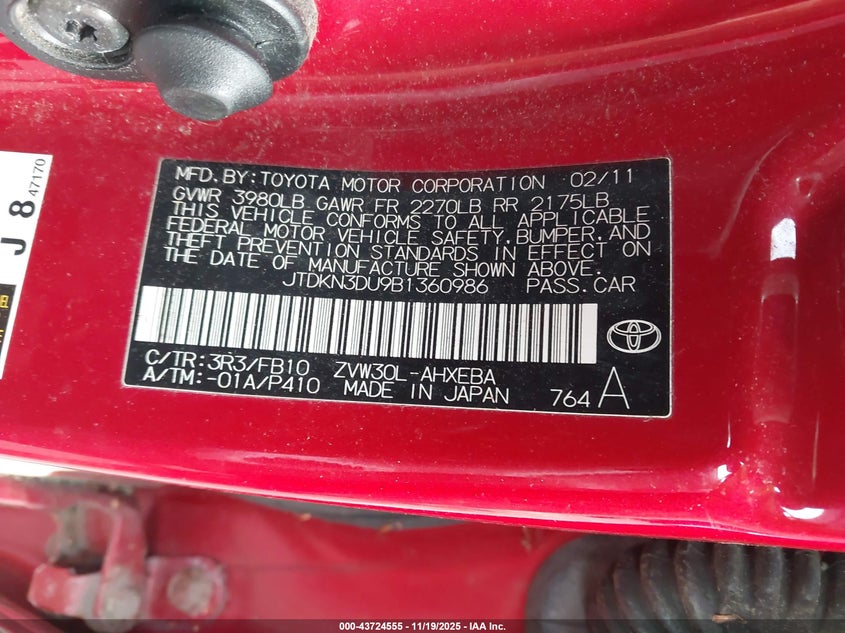 MFD. BY: TOYOTA MOTOR CORPORATION 02/11
GVWR 3980LB GAWR FR 2270LB RR 2175LB
THIS VEHICLE CONFORMS TO ALL APPLICABLE
FEDERAL MOTOR VEHICLE SAFETY, BUMPER, AND
THEFT PREVENTION STANDARDS IN EFFECT ON
THE DATE OF MANUFACTURE SHOWN ABOVE.
JTDKN3DU9B1360986 PASS. CAR
C/TR: 3R3/FB10 ZVW30L-AHXEBA
A/TM: -01A/P410 MADE IN JAPAN 764 A
J 8 47170
000-43724555 - 11/19/2025 - IAA Inc.